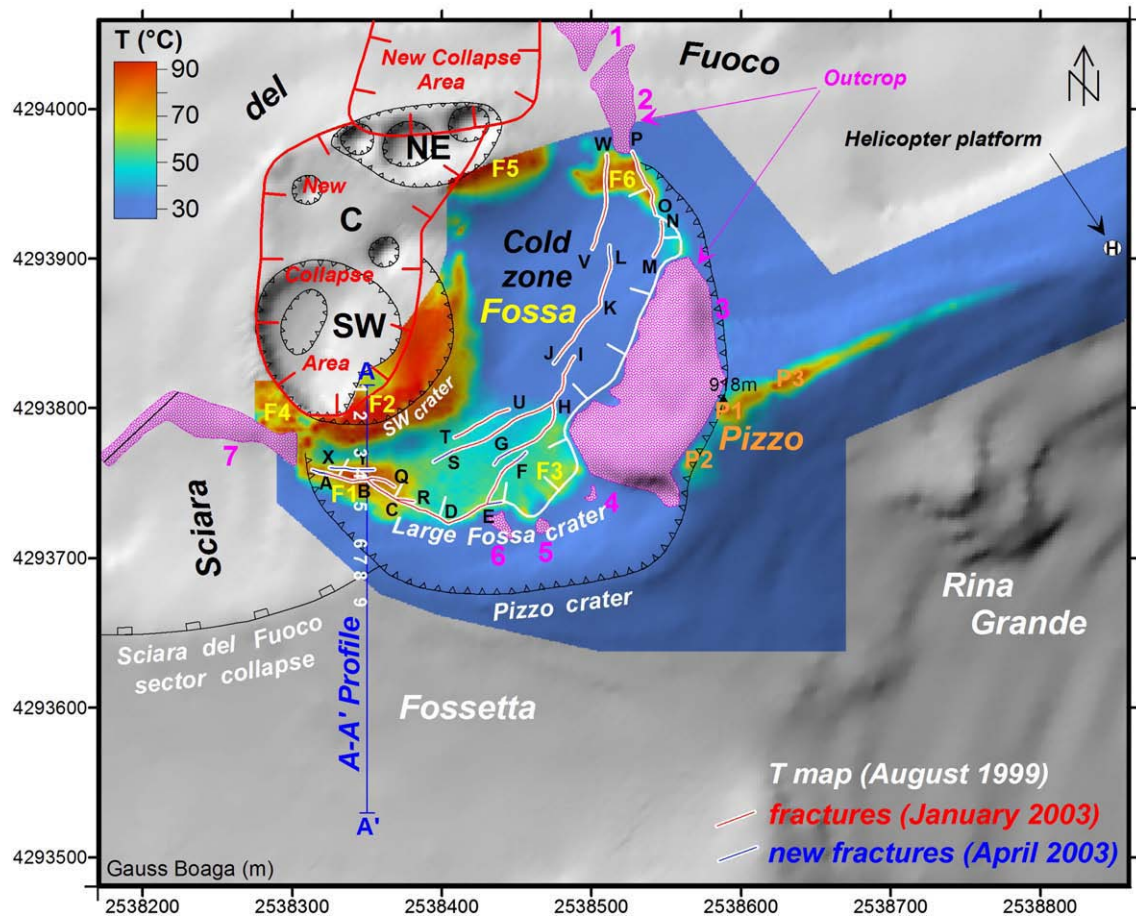 T (°C)
90
70
50
30
del
New Collapse
Area
1
Fuoco
2
Outcrop
N
Helicopter platform
H
NE
New
C
Collapse
SW
Area
F5
W
P
F6
O
N
M
V
L
K
J
I
Cold
zone
Fossa
3
918m
P1
P3
Pizzo
P2
A
1
2
3
4
5
6
7
8
9
F4
F2
SW crater
U
H
T
S
G
F
F3
X
Y
A
F1
B
Q
C
R
D
E
Large Fossa crater
4
5
6
7
Sciara
Pizzo crater
Sciara del Fuoco
sector collapse
A-A' Profile
A'
Fossetta
Rina
Grande
T map (August 1999)
fractures (January 2003)
new fractures (April 2003)
Gauss Boaga (m)
4294000
4293900
4293800
4293700
4293600
4293500
2538200
2538300
2538400
2538500
2538600
2538700
2538800